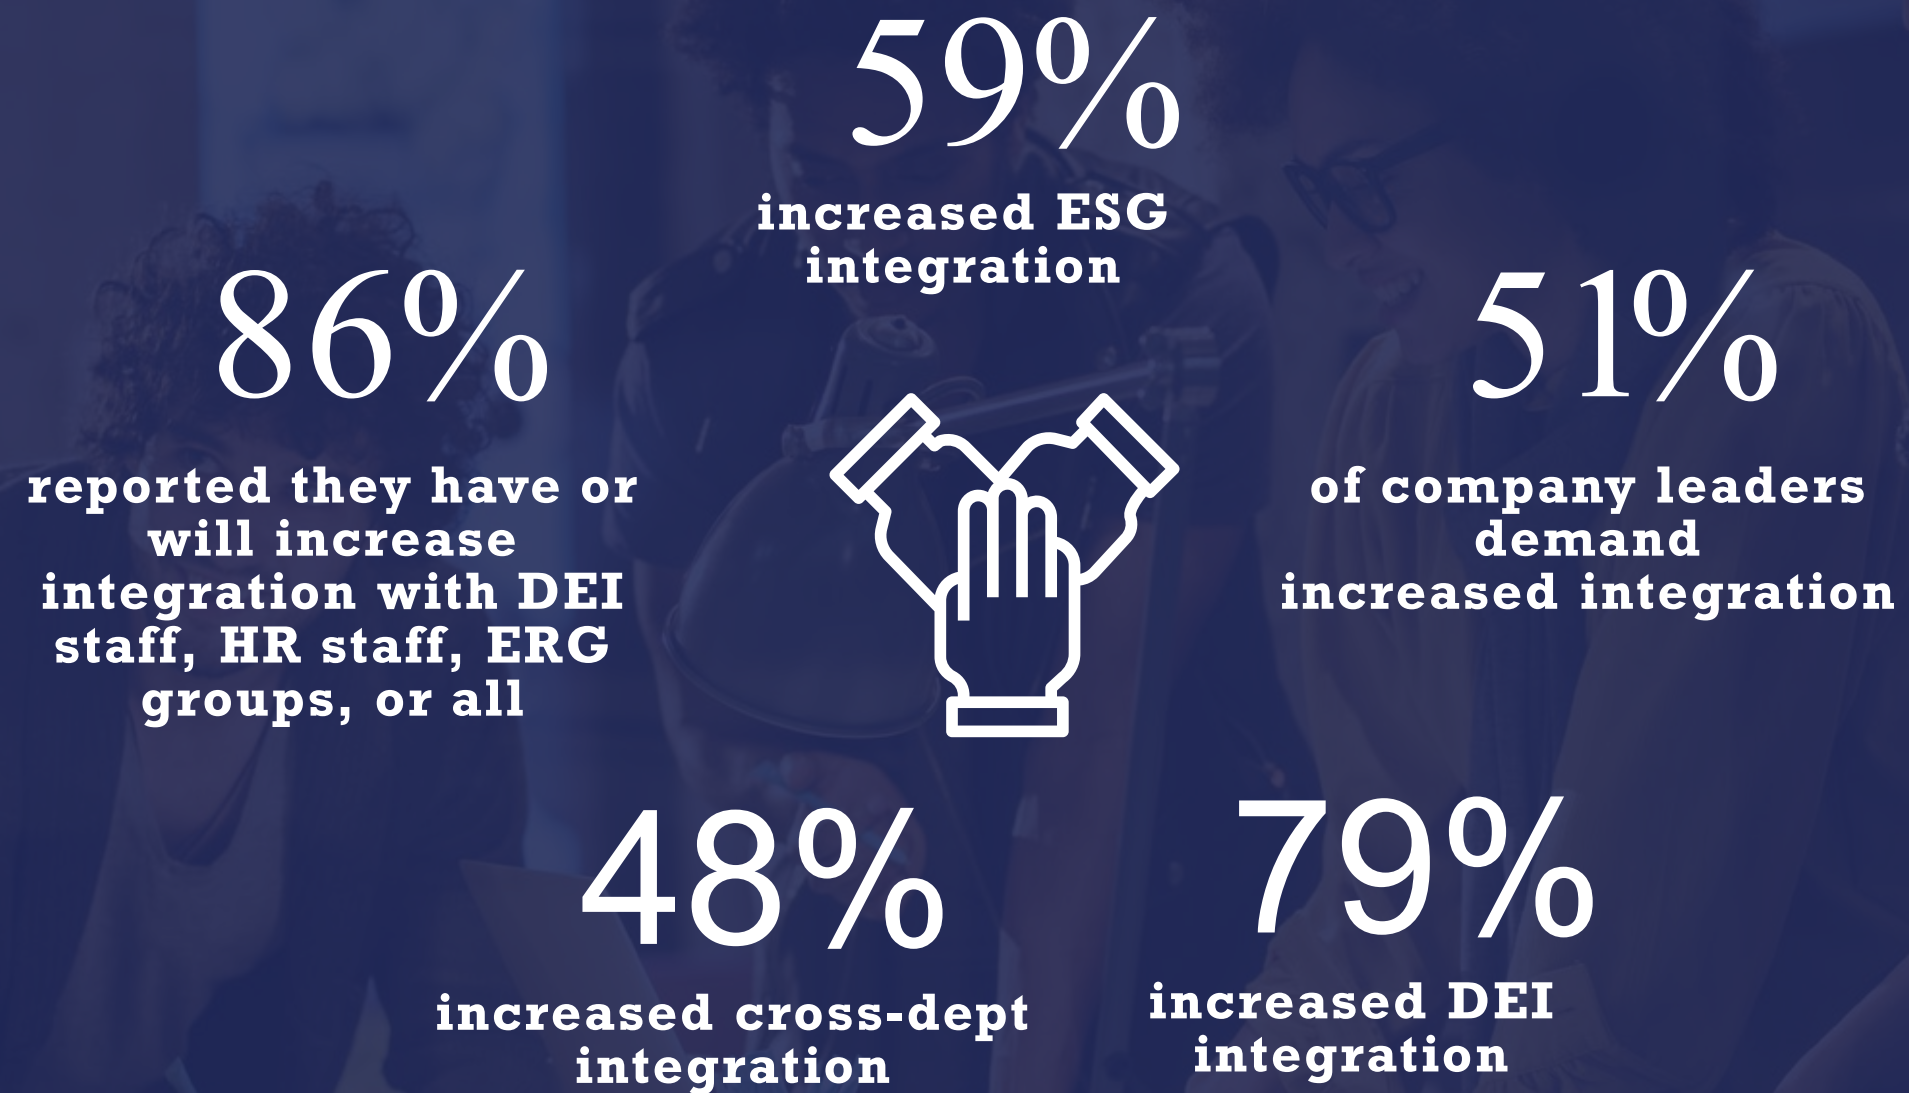 59%
increased ESG
integration
86%
reported they have or
will increase
integration with DEI
staff, HR staff, ERG
groups, or all
51%
of company leaders
demand
increased integration
48%
increased cross-dept
integration
79%
increased DEI
integration